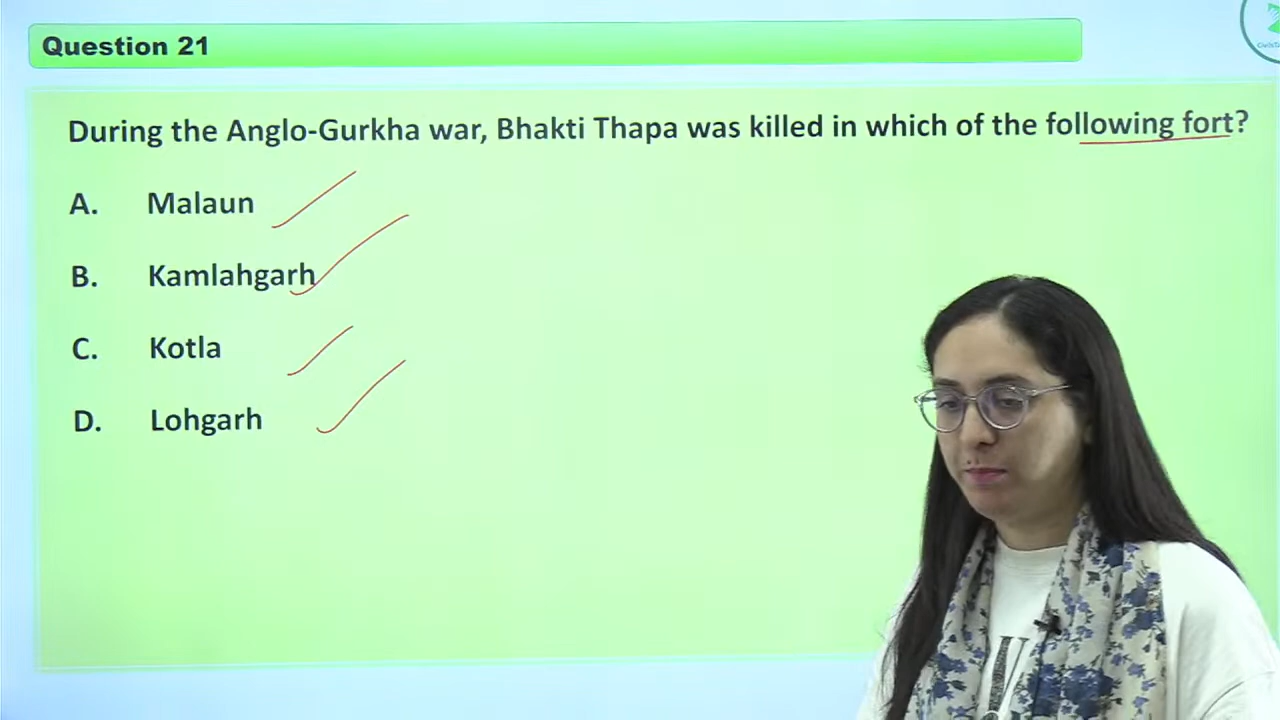 Question 21
During the Anglo-Gurkha war, Bhakti Thapa was killed in which of the following fort?
A. Malaun
B. Kamlahgarh
C. Kotla
D. Lohgarh